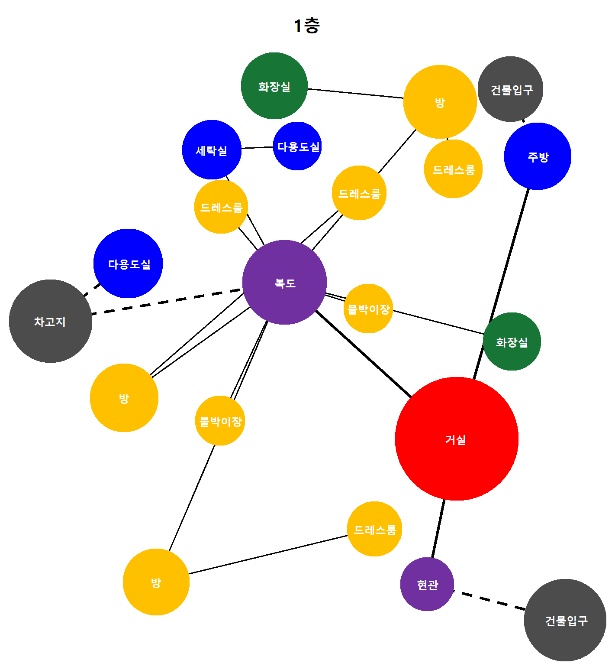 1층
화장실
방
건물입구
세탁실
다용도실
주방
드레스룸
드레스룸
드레스룸
다용도실
복도
차고지
붙박이장
화장실
방
붙박이장
거실
드레스룸
방
현관
건물입구